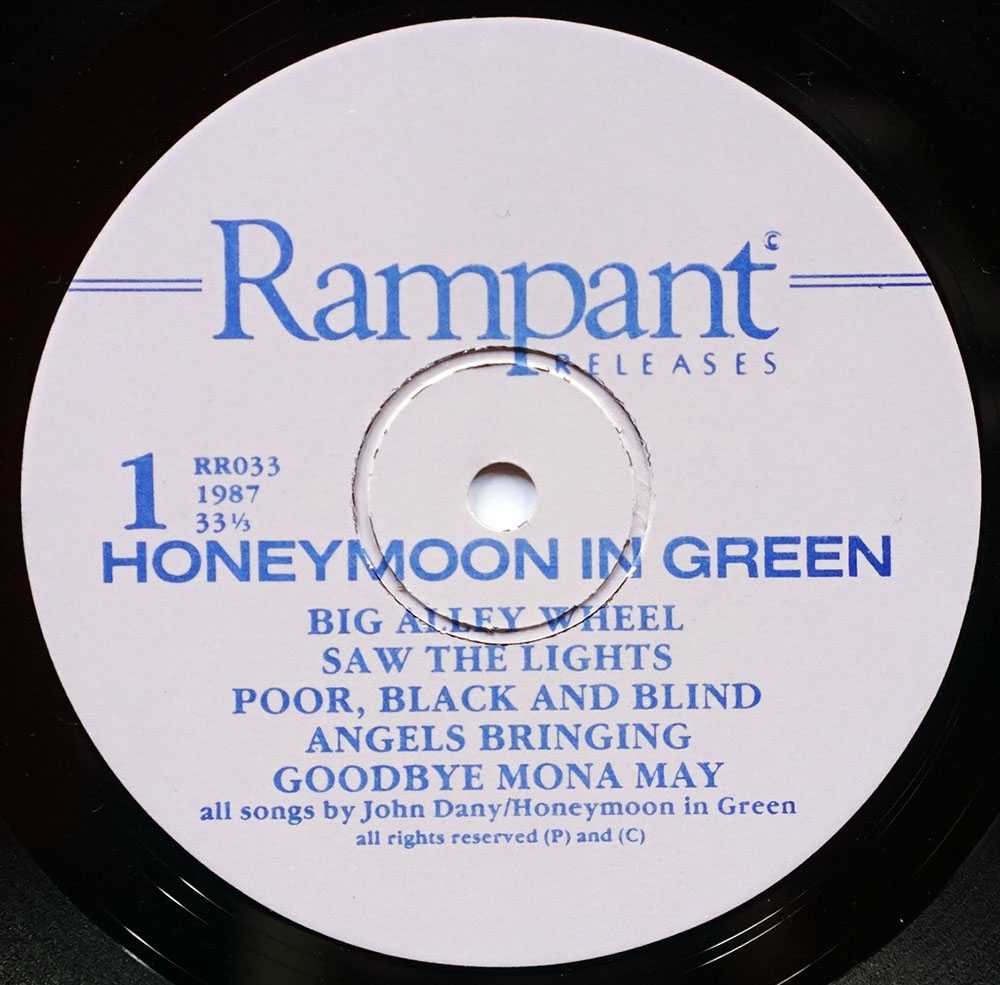 Rampant ©
RELEASES
1
RR033
1987
33⅓
HONEYMOON IN GREEN
BIG ALLEY WHEEL
SAW THE LIGHTS
POOR, BLACK AND BLIND
ANGELS BRINGING
GOODBYE MONA MAY
all songs by John Dany/Honeymoon in Green
all rights reserved (P) and (C)